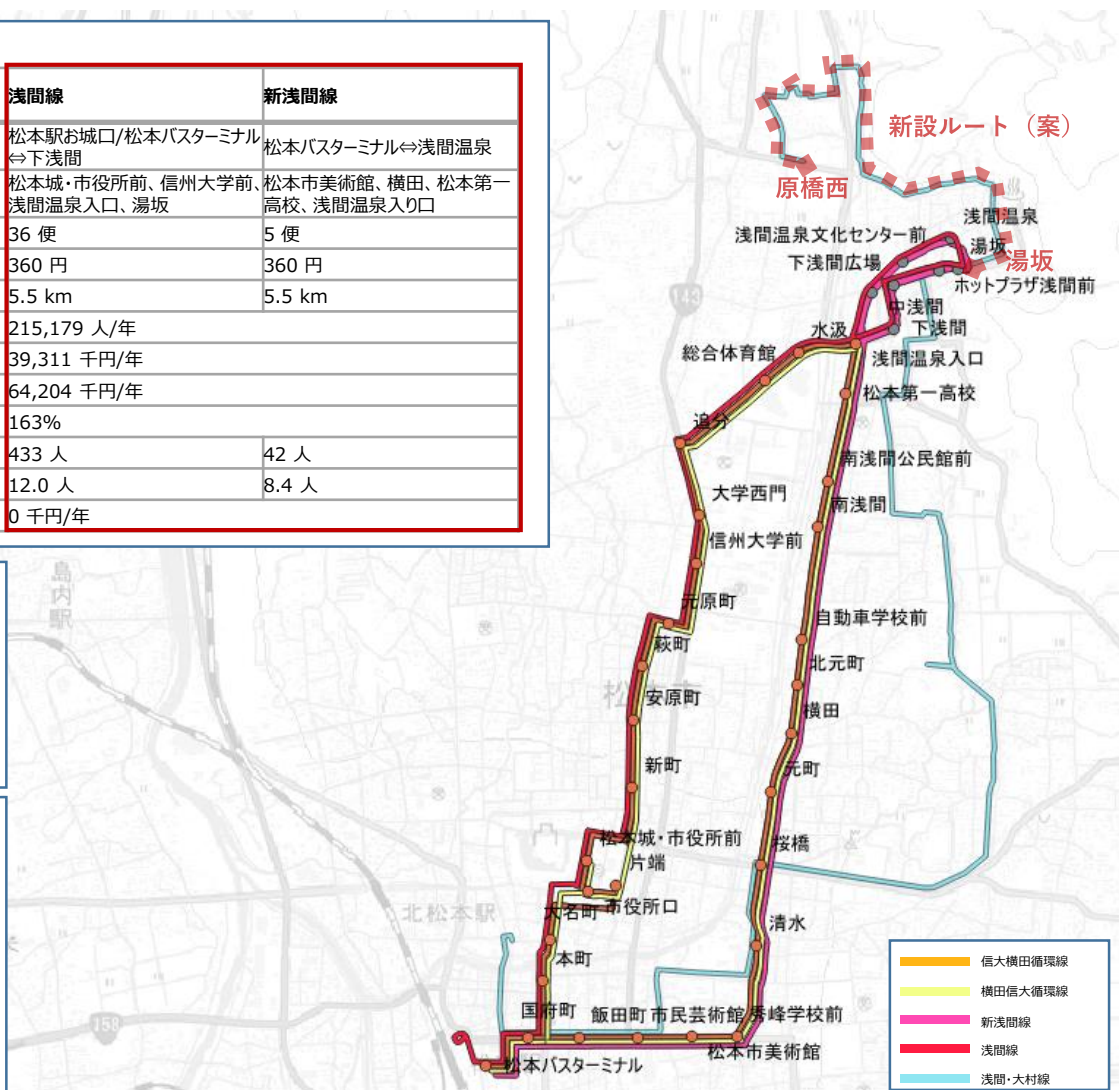 浅間線
新浅間線
松本駅お城口/松本バスターミナル
⇔下浅間
松本バスターミナル⇔浅間温泉
松本城・市役所前、信州大学前、
浅間温泉入口、湯坂
松本市美術館、横田、松本第一
高校、浅間温泉入り口
36 便
5 便
360 円
360 円
5.5 km
5.5 km
215,179 人/年
39,311 千円/年
64,204 千円/年
163%
433 人
42 人
12.0 人
8.4 人
0 千円/年
新設ルート（案）
原橋西
浅間温泉
浅間温泉文化センター前
湯坂
湯坂
下浅間広場
ホットプラザ浅間前
143
中浅間
水汲
下浅間
総合体育館
浅間温泉入口
松本第一高校
追分
南浅間公民館前
大学西門
南浅間
信州大学前
島内駅
元原町
自動車学校前
萩町
北元町
安原町
横田
新町
元町
松本城・市役所前
桜橋
片端
北松本駅
大名町
市役所口
清水
本町
国府町
飯田町
市民芸術館
秀峰学校前
158
松本市美術館
松本バスターミナル
信大横田循環線
横田信大循環線
新浅間線
浅間線
浅間・大村線